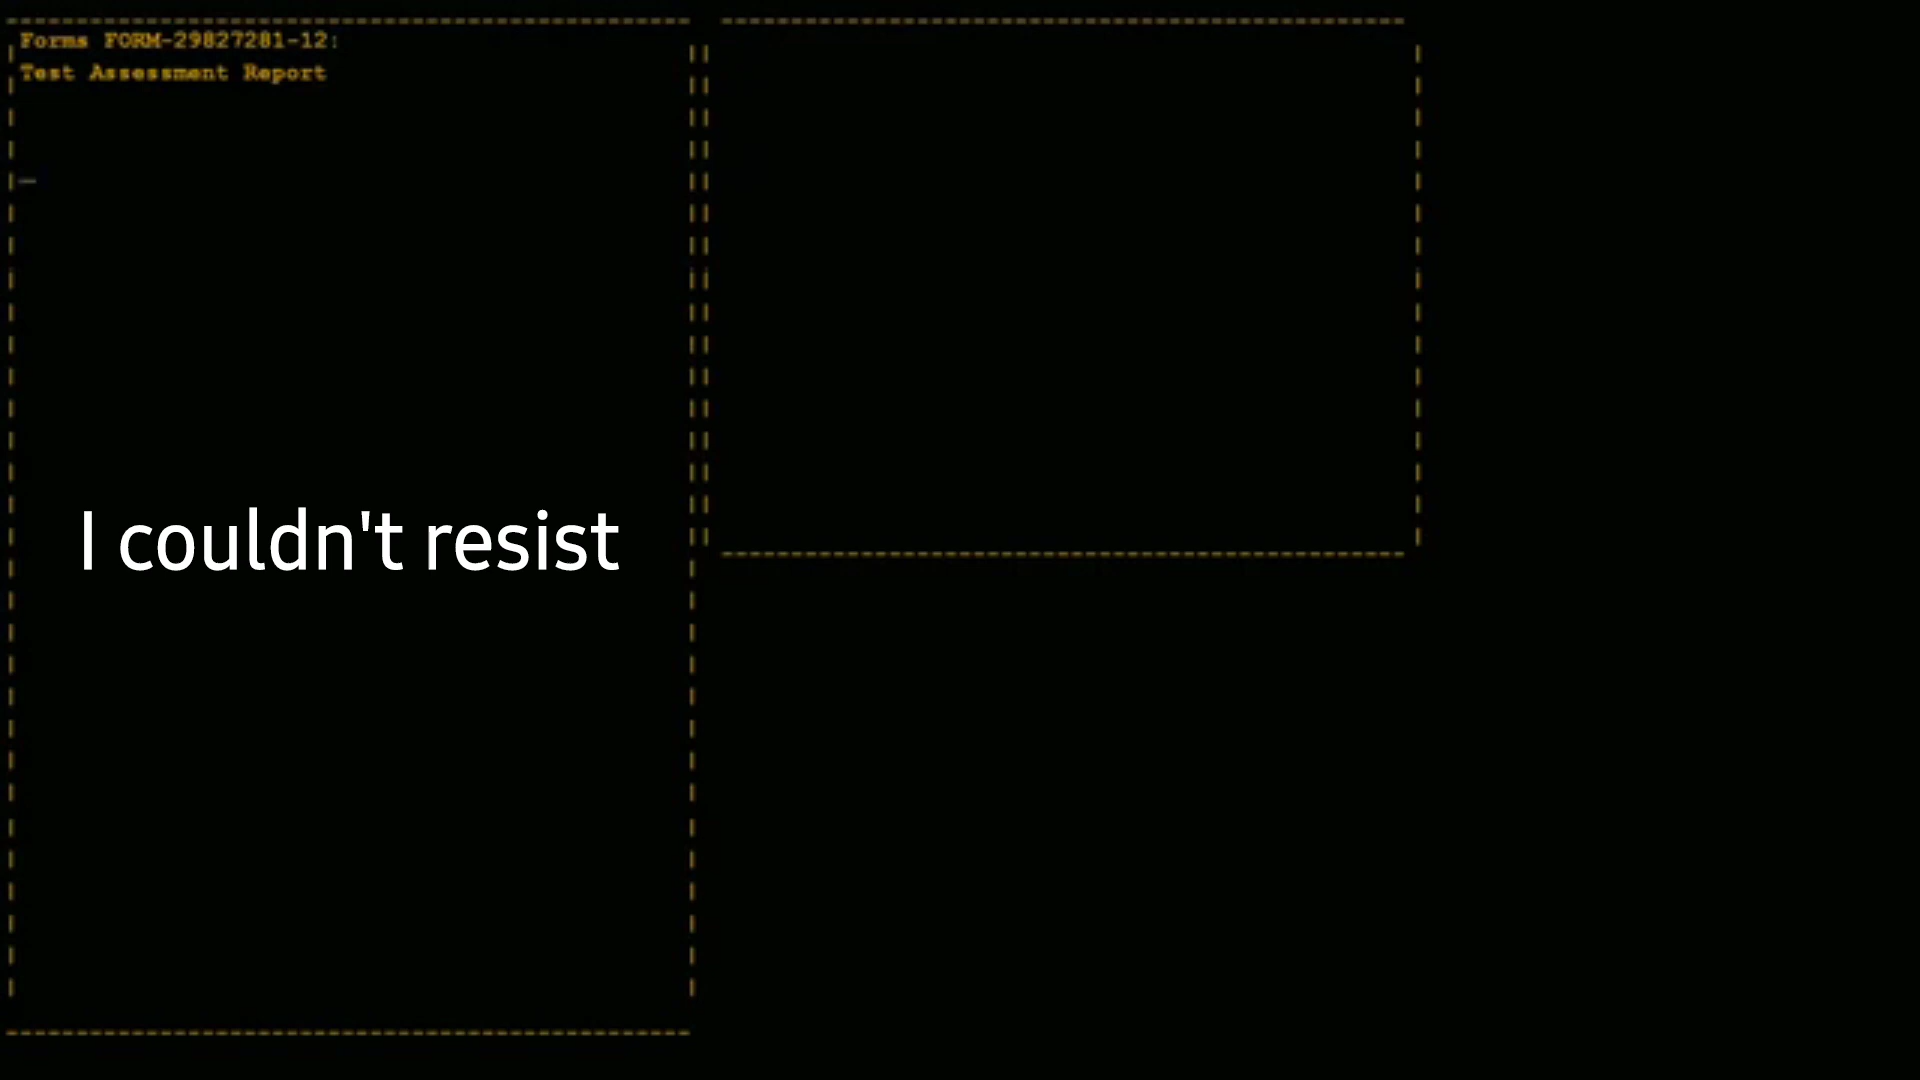 Forms FORM-29827281-12:
Test Assessment Report
I couldn't resist